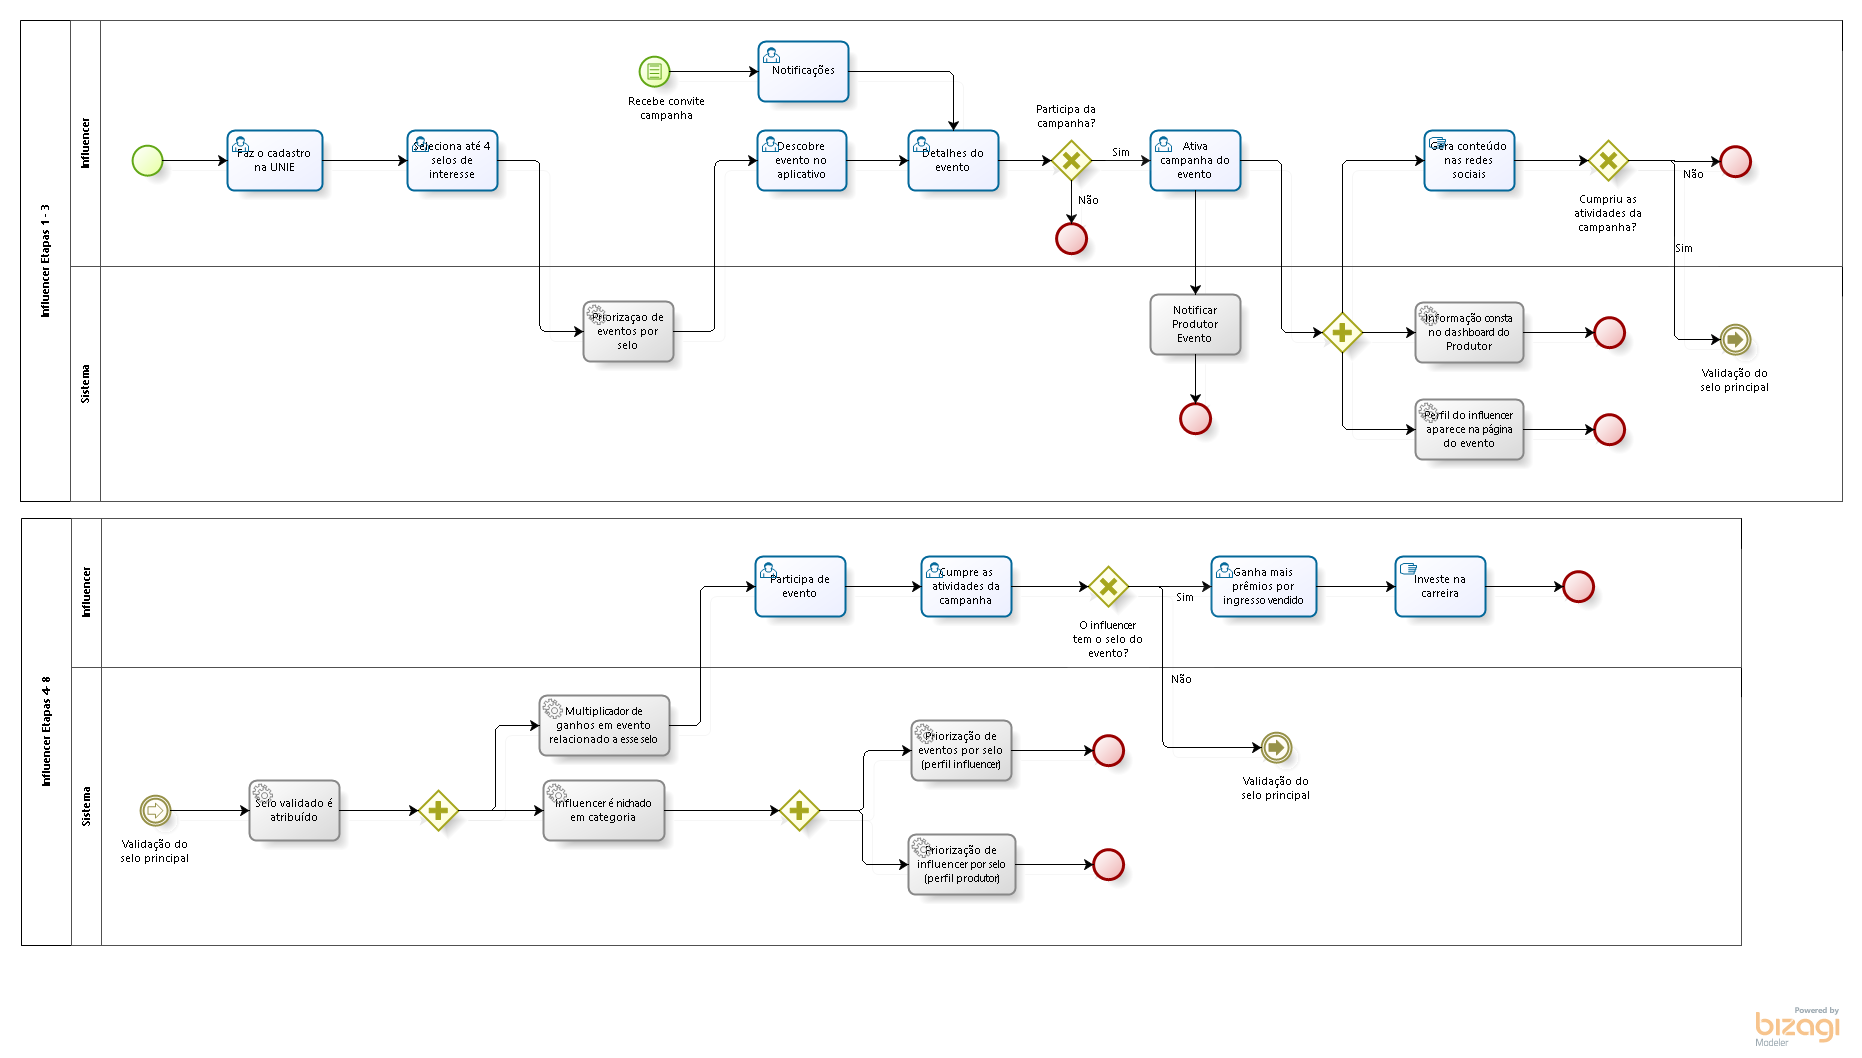 Influencer Etapas 1 - 3
Influencer
Faz o cadastro
na UNIE
Seleciona até 4
selos de
interesse
Recebe convite
campanha
Notificações
Descobre
evento no
aplicativo
Detalhes do
evento
Participa da
campanha?
Sim
Não
Ativa
campanha do
evento
Gera conteúdo
nas redes
sociais
Cumpriu as
atividades da
campanha?
Não
Sim
Sistema
Priorizaçao de
eventos por
selo
Notificar
Produtor
Evento
Informação consta
no dashboard do
Produtor
Perfil do influencer
aparece na página
do evento
Validação do
selo principal
Influencer Etapas 4- 8
Influencer
Participa de
evento
Cumpre as
atividades da
campanha
O influencer
tem o selo do
evento?
Sim
Não
Ganha mais
prêmios por
ingresso vendido
Investe na
carreira
Sistema
Validação do
selo principal
Selo validado é
atribuído
Multiplicador de
ganhos em evento
relacionado a esse selo
Influencer é nichado
em categoria
Priorização de
eventos por selo
(perfil influencer)
Priorização de
influencer por selo
(perfil produtor)
Validação do
selo principal
Powered by
bizagi
Modeler